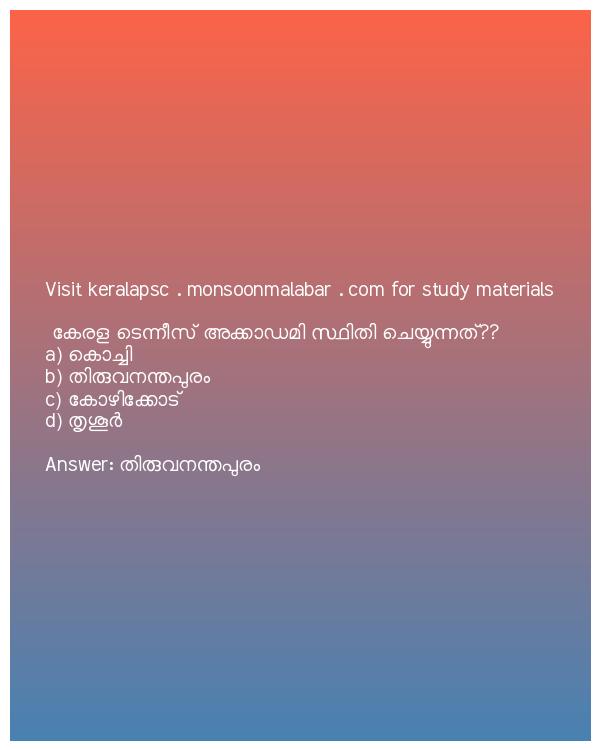 Visit keralapsc . monsoonmalabar . com for study materials
കേരള ടെന്നീസ് അക്കാഡമി സ്ഥിതി ചെയ്യുന്നത്??
a) കൊച്ചി
b) തിരുവനന്തപുരം
c) കോഴിക്കോട്
d) തൃശൂർ
Answer: തിരുവനന്തപുരം